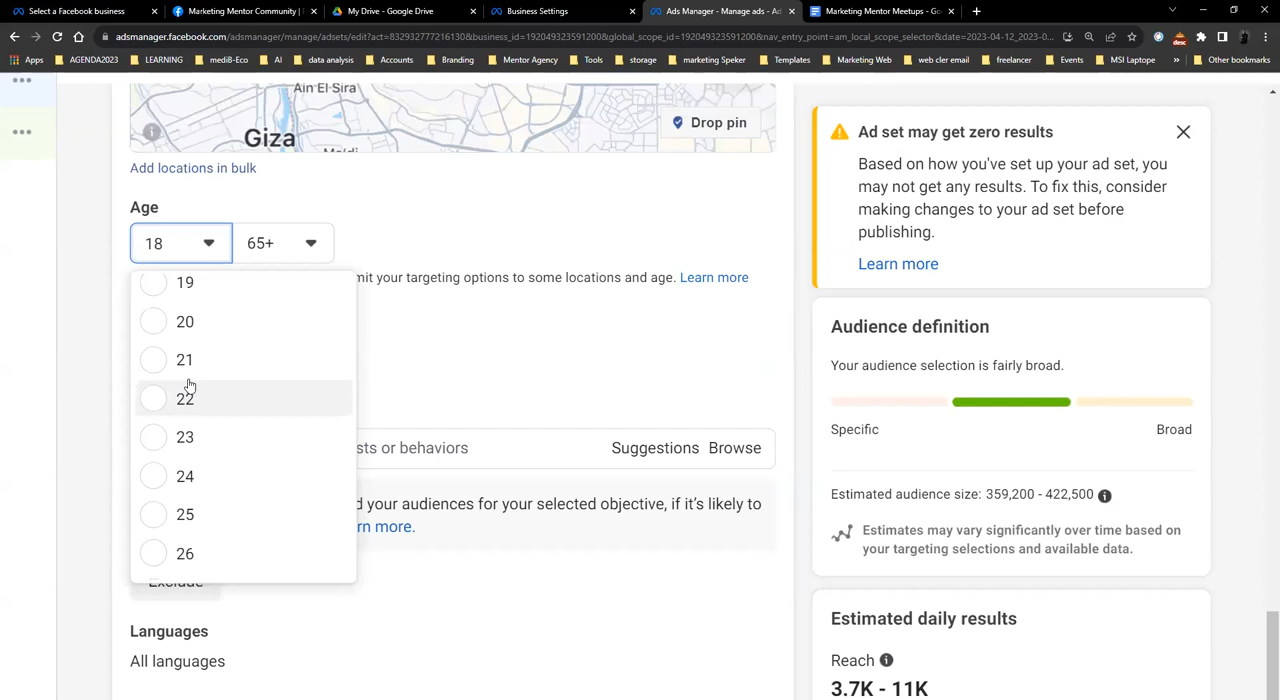 Select a Facebook business
Marketing Mentor Community |
My Drive - Google Drive
Business Settings
Ads Manager - Manage ads - Ad
Marketing Mentor Meetups - Go
adsmanager.facebook.com/adsmanager/manage/adsets/edit?act=832932777216130&business_id=192049323591200&global_scope_id=192049323591200&nav_entry_point=am_local_scope_selector&date=2023-04-12_2023-0...
Apps
AGENDA2023
LEARNING
mediB-Eco
AI
data analysis
Accounts
Branding
Mentor Agency
Tools
storage
marketing Speker
Templates
Marketing Web
web cler email
freelancer
Events
MSI Laptope
»
Other bookmarks
Ain El Sira
Giza
Drop pin
Add locations in bulk
Age
18
65+
mit your targeting options to some locations and age. Learn more
19
20
21
22
23
24
25
26
sts or behaviors
Suggestions
Browse
d your audiences for your selected objective, if it's likely to
rn more.
Exclude
Languages
All languages
Ad set may get zero results
Based on how you've set up your ad set, you
may not get any results. To fix this, consider
making changes to your ad set before
publishing.
Learn more
Audience definition
Your audience selection is fairly broad.
Specific
Broad
Estimated audience size: 359,200 - 422,500
Estimates may vary significantly over time based on
your targeting selections and available data.
Estimated daily results
Reach
3.7K - 11K